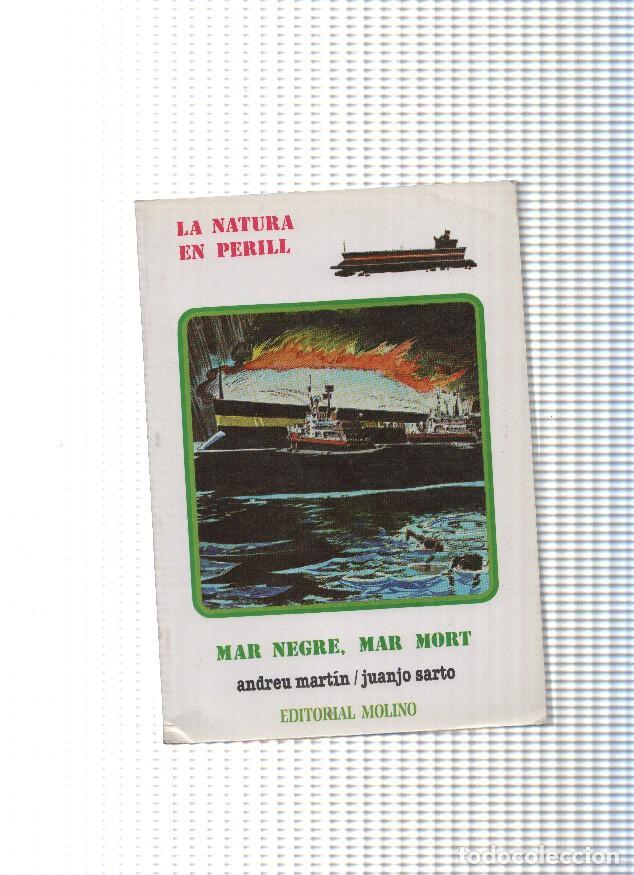 LA NATURA
EN PERILL
MAR NEGRE, MAR MORT
andreu martín / juanjo sarto
EDITORIAL MOLINO
todocoleccion